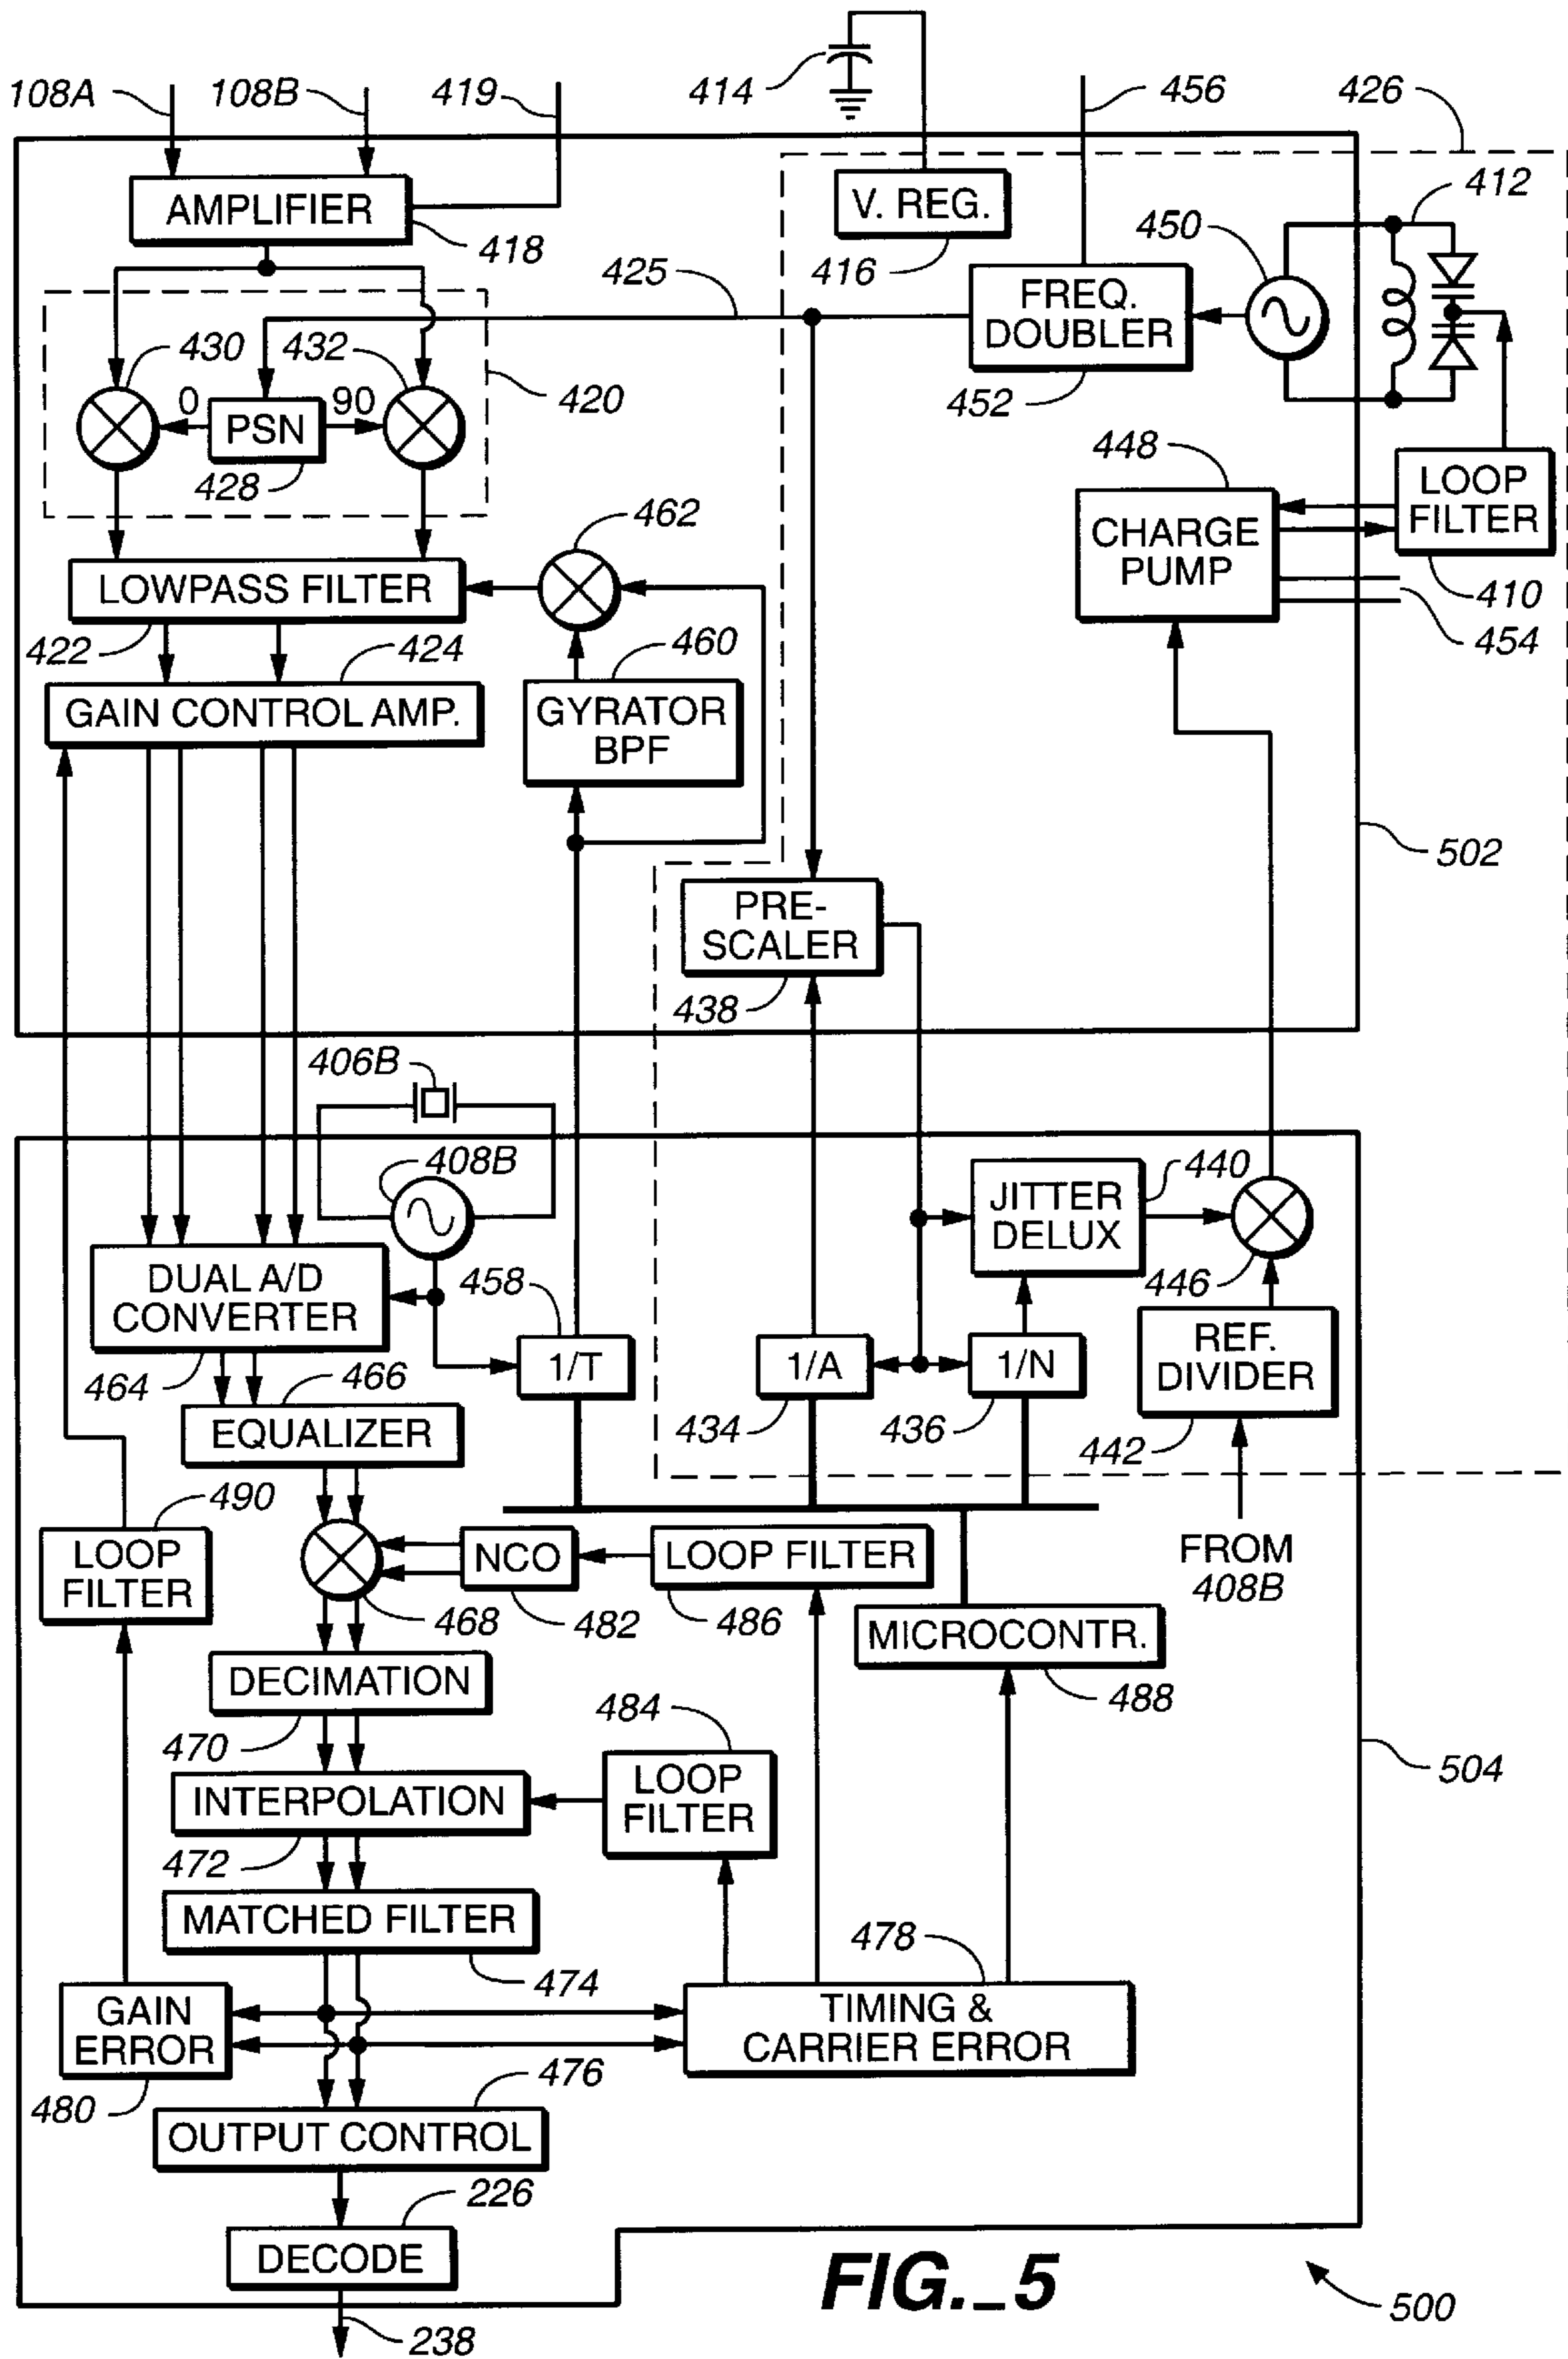 108A
108B
419
414
456
426
AMPLIFIER
418
V. REG.
416
412
450
425
FREQ.
DOUBLER
452
430
432
0
PSN
90
428
420
448
CHARGE
PUMP
LOOP
FILTER
410
454
462
LOWPASS FILTER
422
424
460
GAIN CONTROL AMP.
GYRATOR
BPF
502
PRE-
SCALER
438
406B
408B
JITTER
DELUX
440
446
DUAL A/D
CONVERTER
458
464
466
1/T
1/A
434
1/N
436
REF.
DIVIDER
442
EQUALIZER
490
LOOP
FILTER
NCO
LOOP FILTER
FROM
408B
468
482
486
MICROCONTR.
488
DECIMATION
470
484
504
INTERPOLATION
LOOP
FILTER
472
MATCHED FILTER
474
478
GAIN
ERROR
TIMING &
CARRIER ERROR
480
476
OUTPUT CONTROL
226
DECODE
238
FIG._5
500